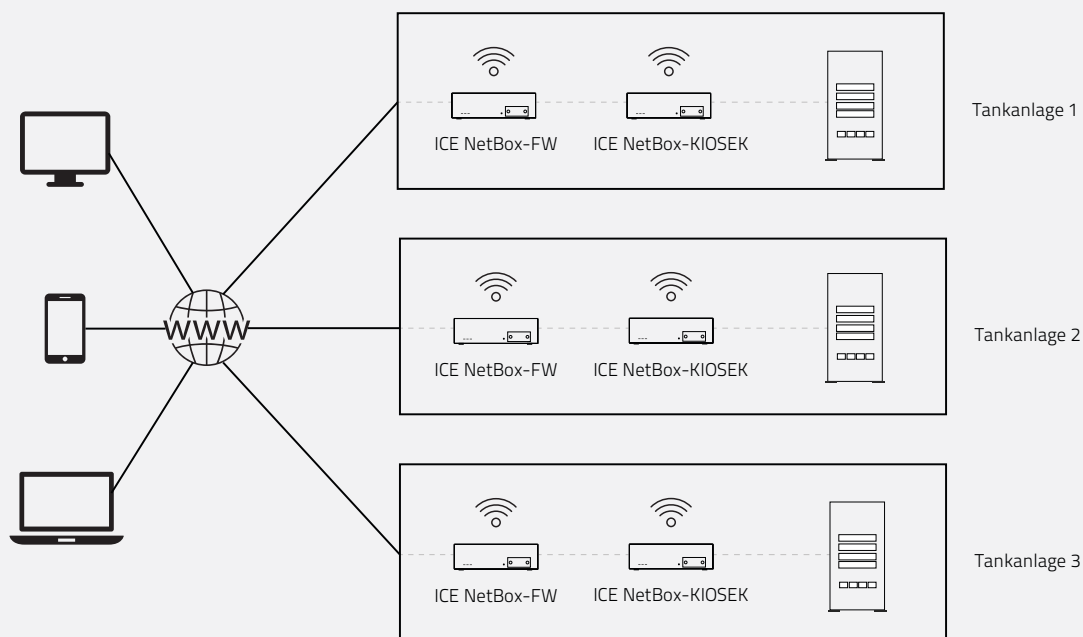 ICE NetBox-FW ICE NetBox-KIOSEK
Tankanlage 1
WWW
ICE NetBox-FW ICE NetBox-KIOSEK
Tankanlage 2
ICE NetBox-FW ICE NetBox-KIOSEK
Tankanlage 3